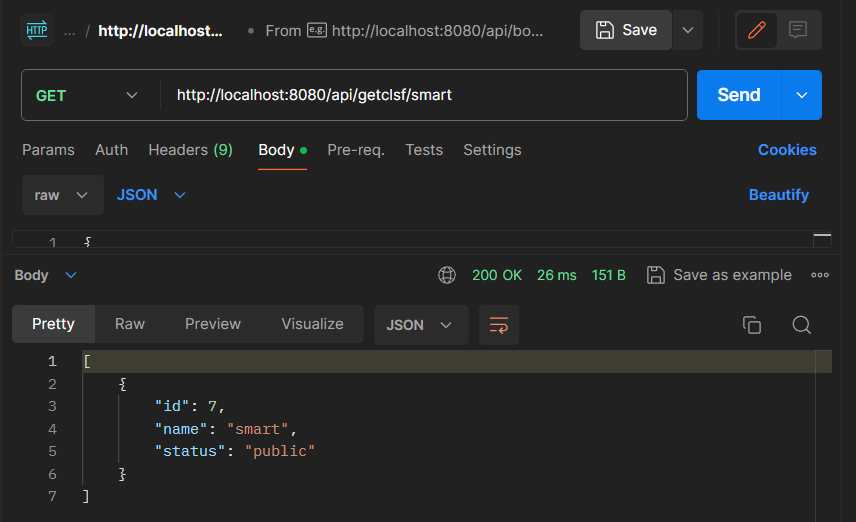 HTTP ... / http://localhost... • From e.g. http://localhost:8080/api/bo... Save
GET http://localhost:8080/api/getclsf/smart Send
Params Auth Headers (9) Body Pre-req. Tests Settings Cookies
raw JSON Beautify
1 {
Body 200 OK 26 ms 151 B Save as example
Pretty Raw Preview Visualize JSON
1 [
2 {
3 "id": 7,
4 "name": "smart",
5 "status": "public"
6 }
7 ]